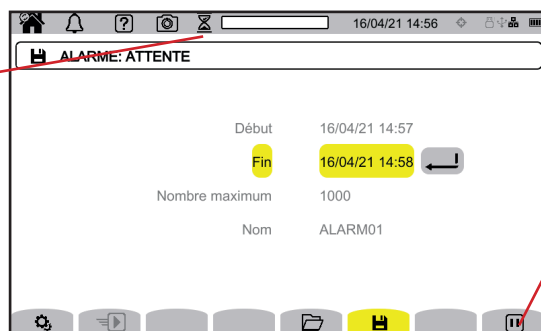 16/04/21 14:56
ALARME: ATTENTE
Début 16/04/21 14:57
Fin 16/04/21 14:58
Nombre maximum 1000
Nom ALARM01